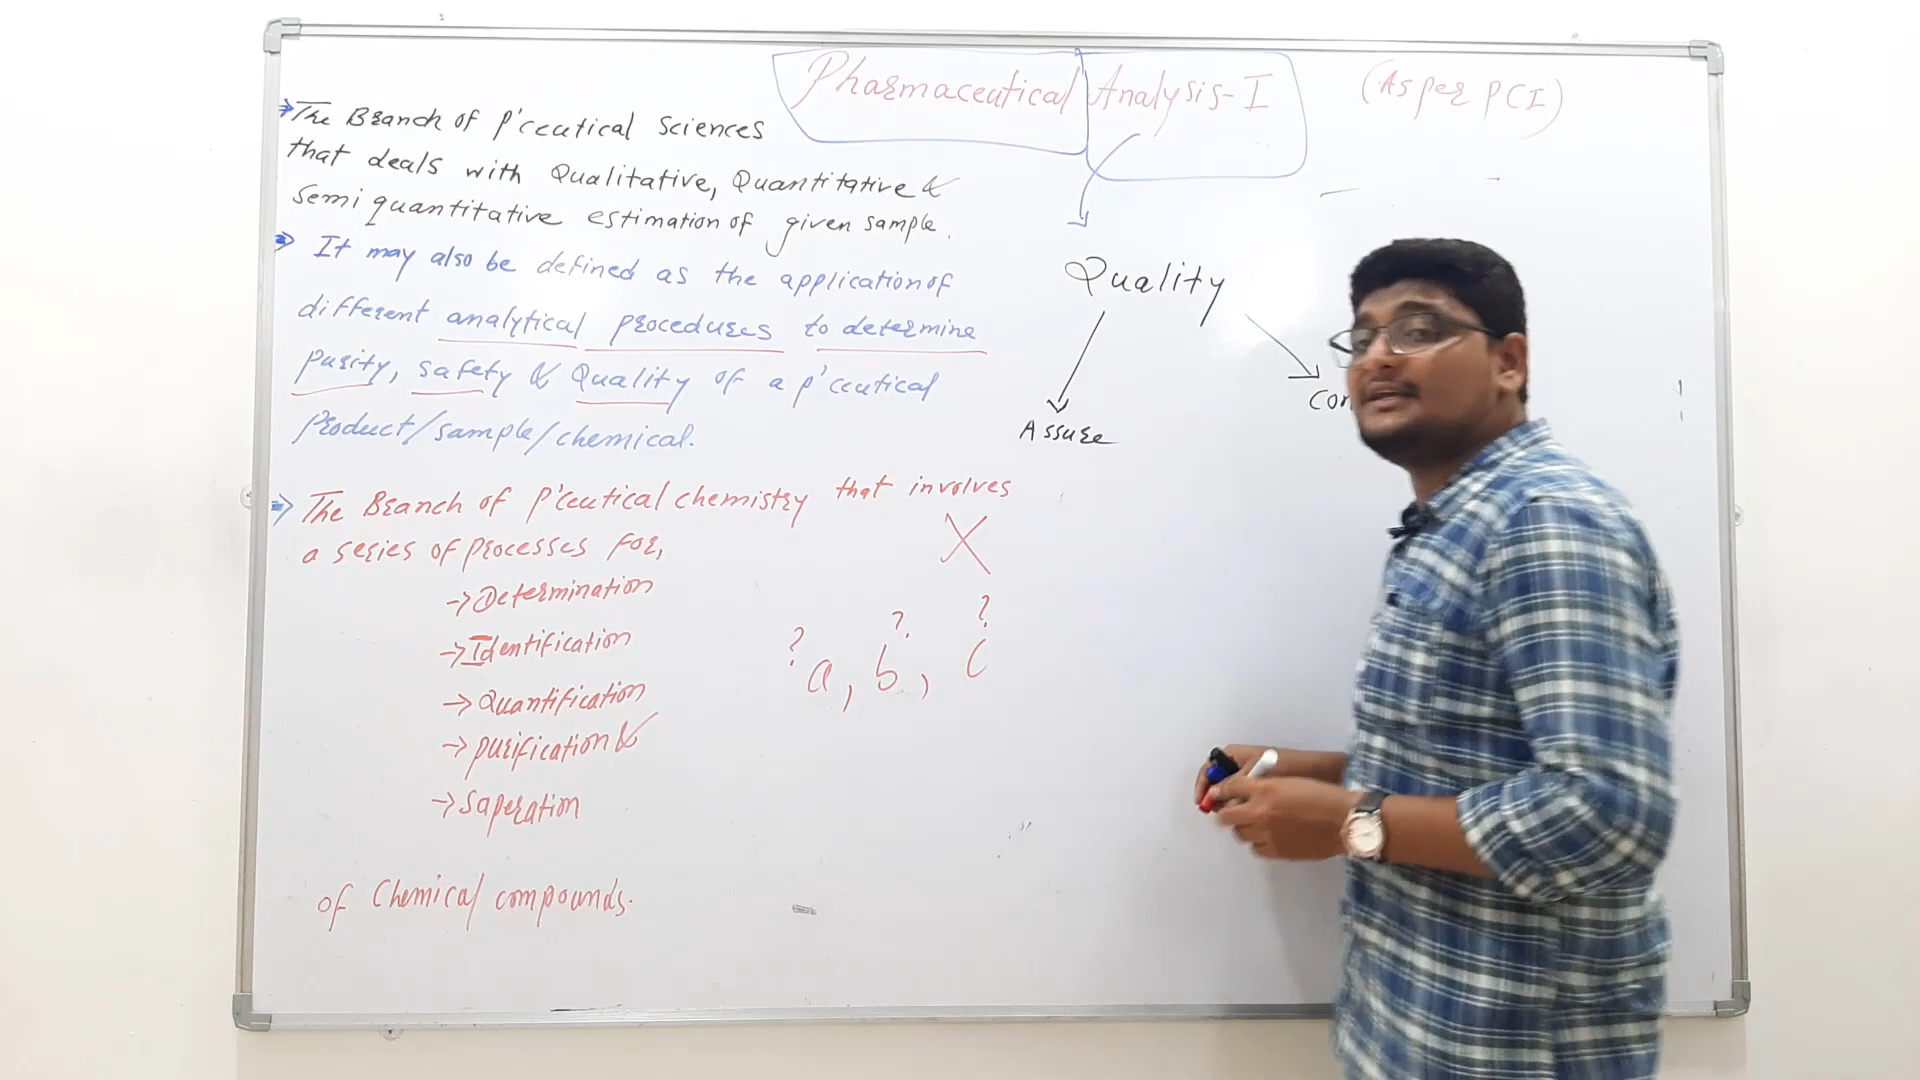 Pharmaceutical Analysis-I (As per PCI)
→ The Branch of P'ceutical Sciences
that deals with Qualitative, Quantitative &
Semi quantitative estimation of given sample.
⇒ It may also be defined as the application of
different analytical procedures to determine
purity, safety & Quality of a p'ceutical
Product/sample/chemical.
⇒ The Branch of P'ceutical chemistry that involves
a series of processes for,
→ Determination
→ Identification
→ Quantification
→ purification &
→ Saperation
of Chemical compounds.
X
? ? ?
a, b, c
Quality
Assure
Con